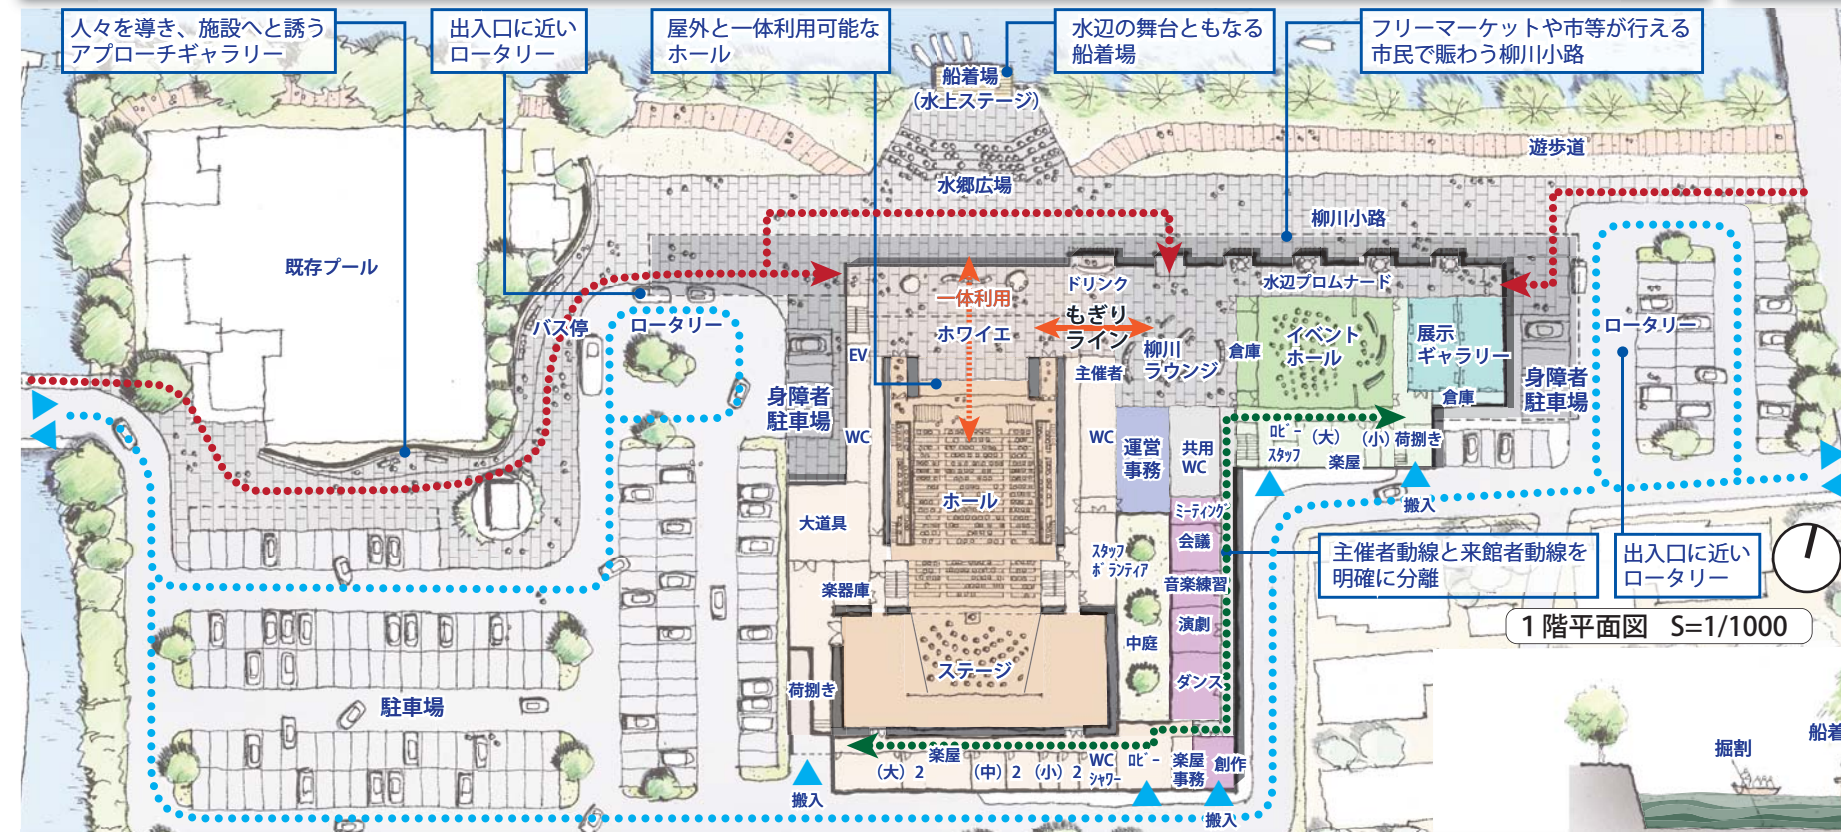 人々を導き、施設へと誘う
アプローチギャラリー
出入口に近い
ロータリー
屋外と一体利用可能な
ホール
水辺の舞台ともなる
船着場
フリーマーケットや市等が行える
市民で賑わう柳川小路
船着場
（水上ステージ）
遊歩道
水郷広場
柳川小路
既存プール
バス停
ロータリー
一体利用
ホワイエ
ドリンク
もぎり
ライン
水辺プロムナード
柳川
ラウンジ
倉庫
イベント
ホール
展示
ギャラリー
倉庫
ロータリー
EV
主催者
身障者
駐車場
身障者
駐車場
WC
WC
運営
事務
共用
WC
ロビー
スタッフ
（大）
（小）
楽屋
荷捌き
搬入
ホール
大道具
ミーティング
会議
スタッフ
ボランティア
音楽練習
楽器庫
演劇
中庭
ダンス
ステージ
荷捌き
駐車場
主催者動線と来館者動線を
明確に分離
出入口に近い
ロータリー
1階平面図　S=1/1000
楽屋
（大）2
（中）2
（小）2
WC
シャワー
ロビー
楽屋
事務
創作
搬入
搬入
掘割
船着